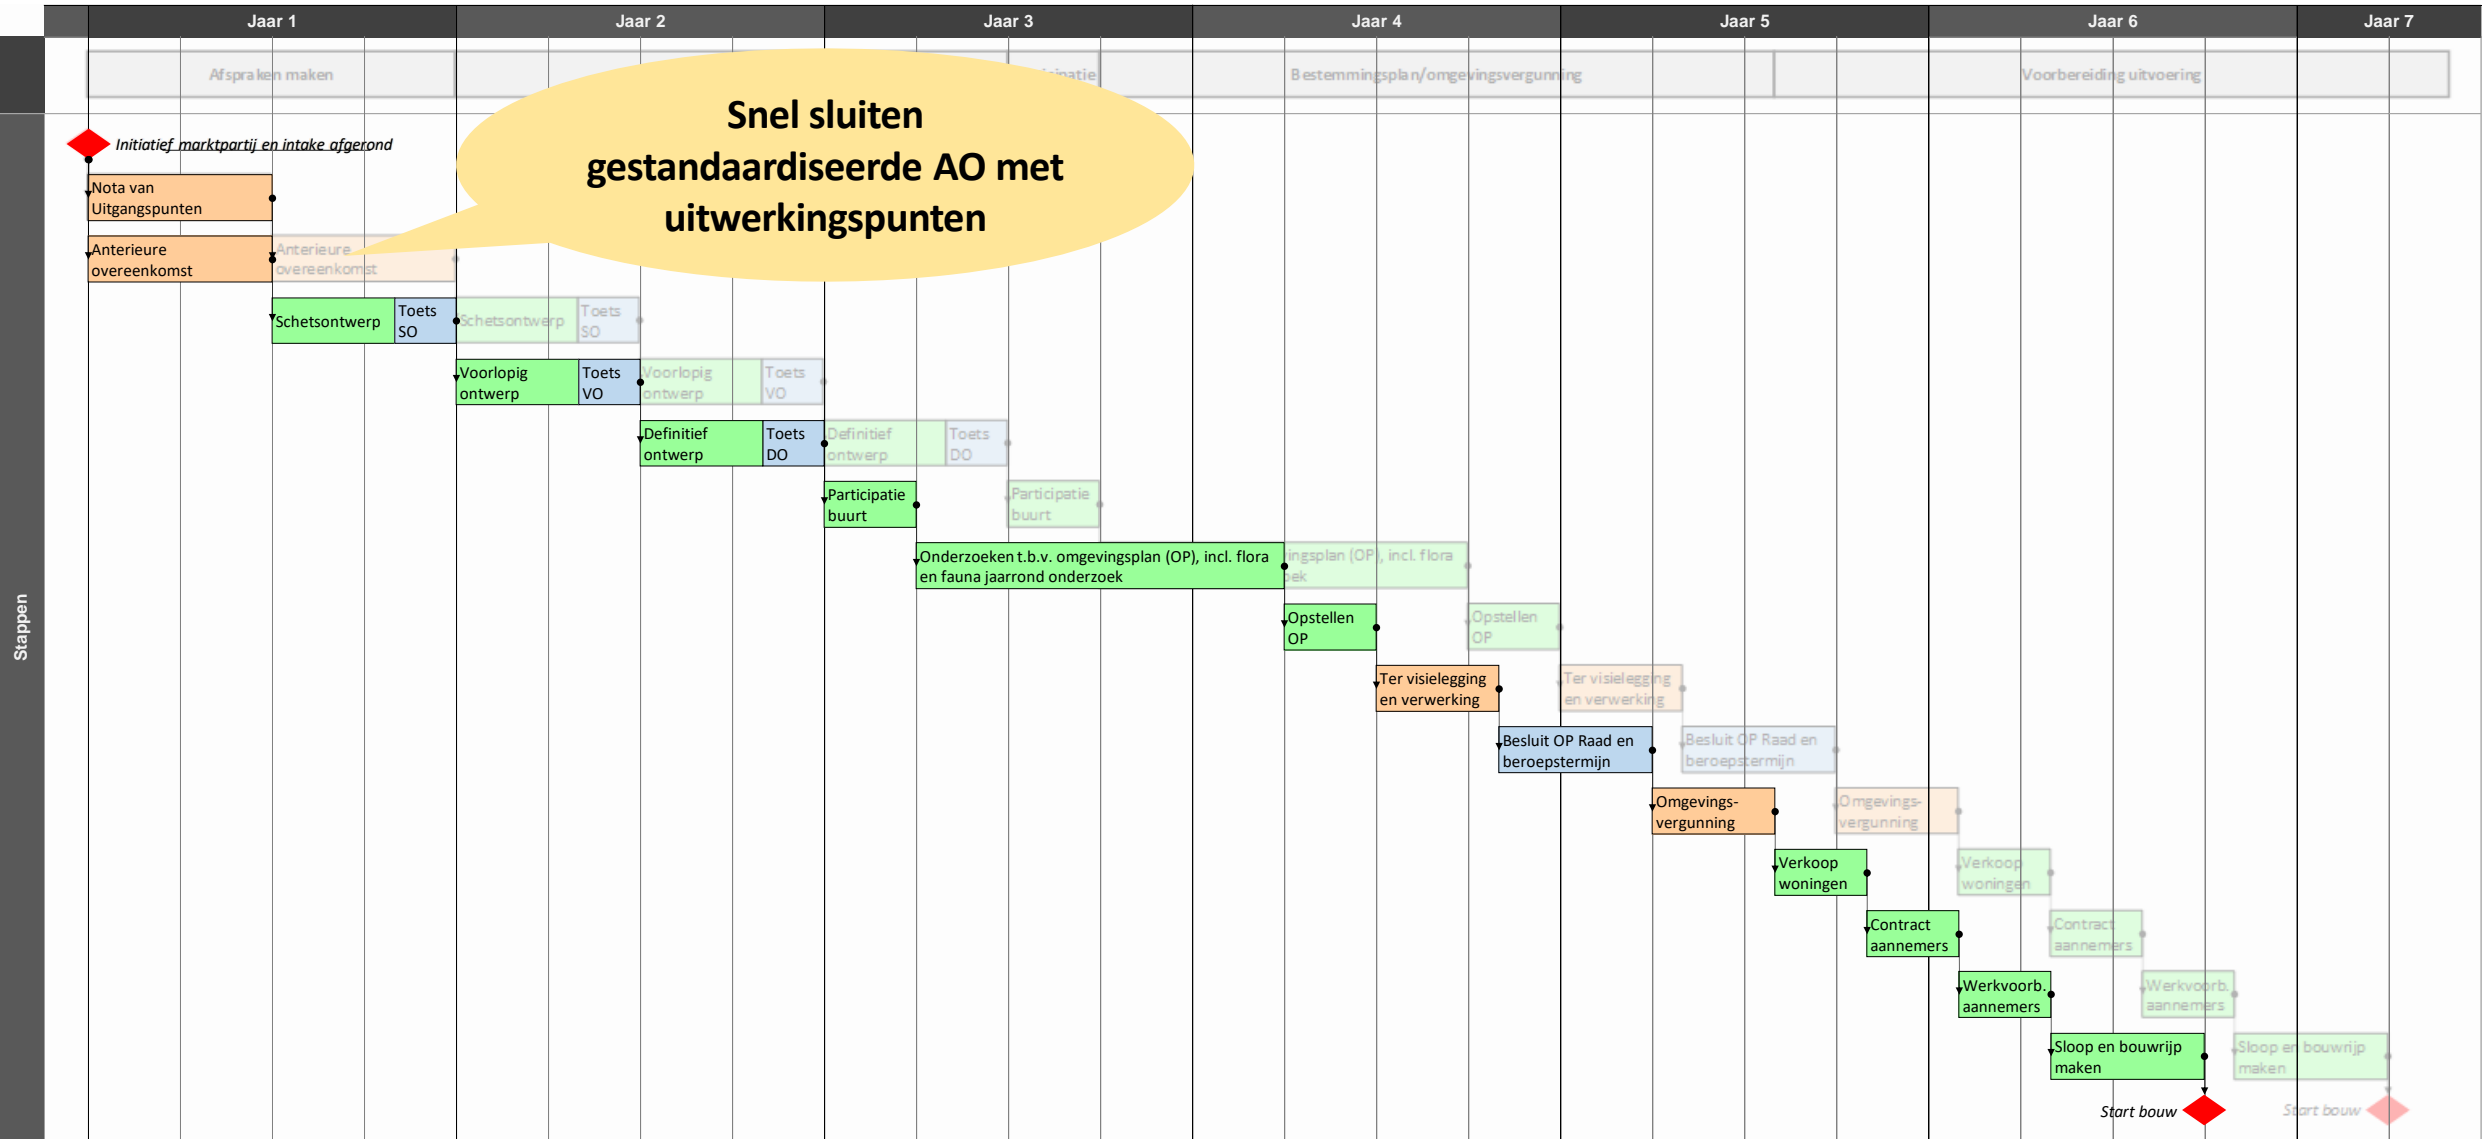 Jaar 1
Jaar 2
Jaar 3
Jaar 4
Jaar 5
Jaar 6
Jaar 7
Afspraken maken
Bestemmingsplan/omgevingsvergunning
Voorbereiding uitvoering
Snel sluiten
gestandaardiseerde AO met
uitwerkingspunten
Stappen
Initiatief marktpartij en intake afgerond
Nota van
Uitgangspunten
Anterieure
overeenkomst
Anterieure
overeenkomst
Schetsontwerp
Toets
SO
Schetsontwerp
Toets
SO
Voorlopig
ontwerp
Toets
VO
Voorlopig
ontwerp
Toets
VO
Definitief
ontwerp
Toets
DO
Definitief
ontwerp
Toets
DO
Participatie
buurt
Participatie
buurt
Onderzoeken t.b.v. omgevingsplan (OP), incl. flora
en fauna jaarrond onderzoek
(OP), incl. flora
Opstellen
OP
Opstellen
OP
Ter visielegging
en verwerking
Ter visielegging
en verwerking
Besluit OP Raad en
beroepstermijn
Besluit OP Raad en
beroepstermijn
Omgevings-
vergunning
Omgevings-
vergunning
Verkoop
woningen
Verkoop
woningen
Contract
aannemers
Contract
aannemers
Werkvoorb.
aannemers
Werkvoorb.
aannemers
Sloop en bouwrijp
maken
Sloop en bouwrijp
maken
Start bouw
Start bouw